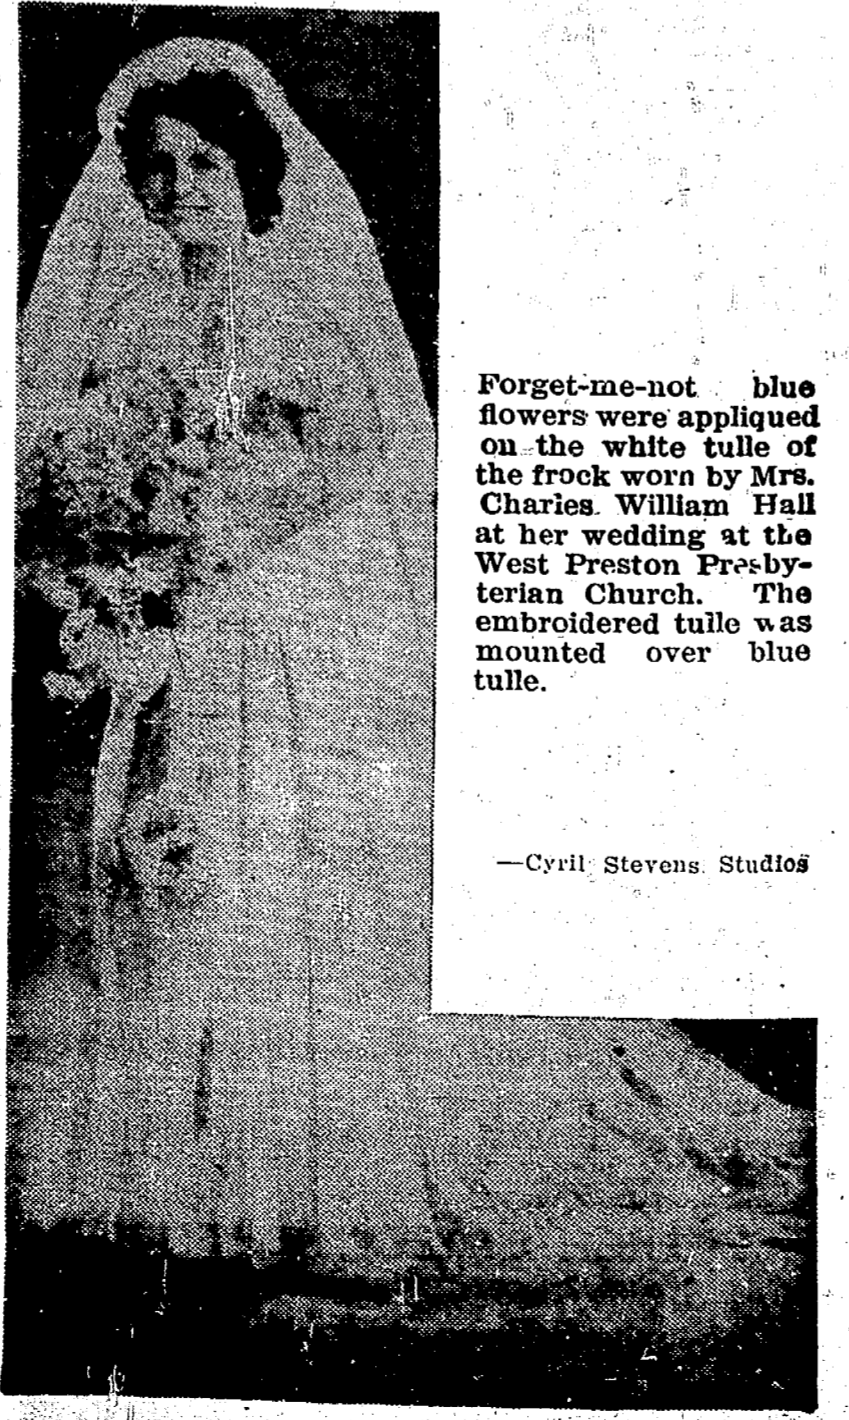 Forget-me-not blue
flowers were appliqued
on the white tulle of
the frock worn by Mrs.
Charles William Hall
at her wedding at the
West Preston Presby-
terian Church. The
embroidered tulle was
mounted over blue
tulle.
—Cyril Stevens Studios